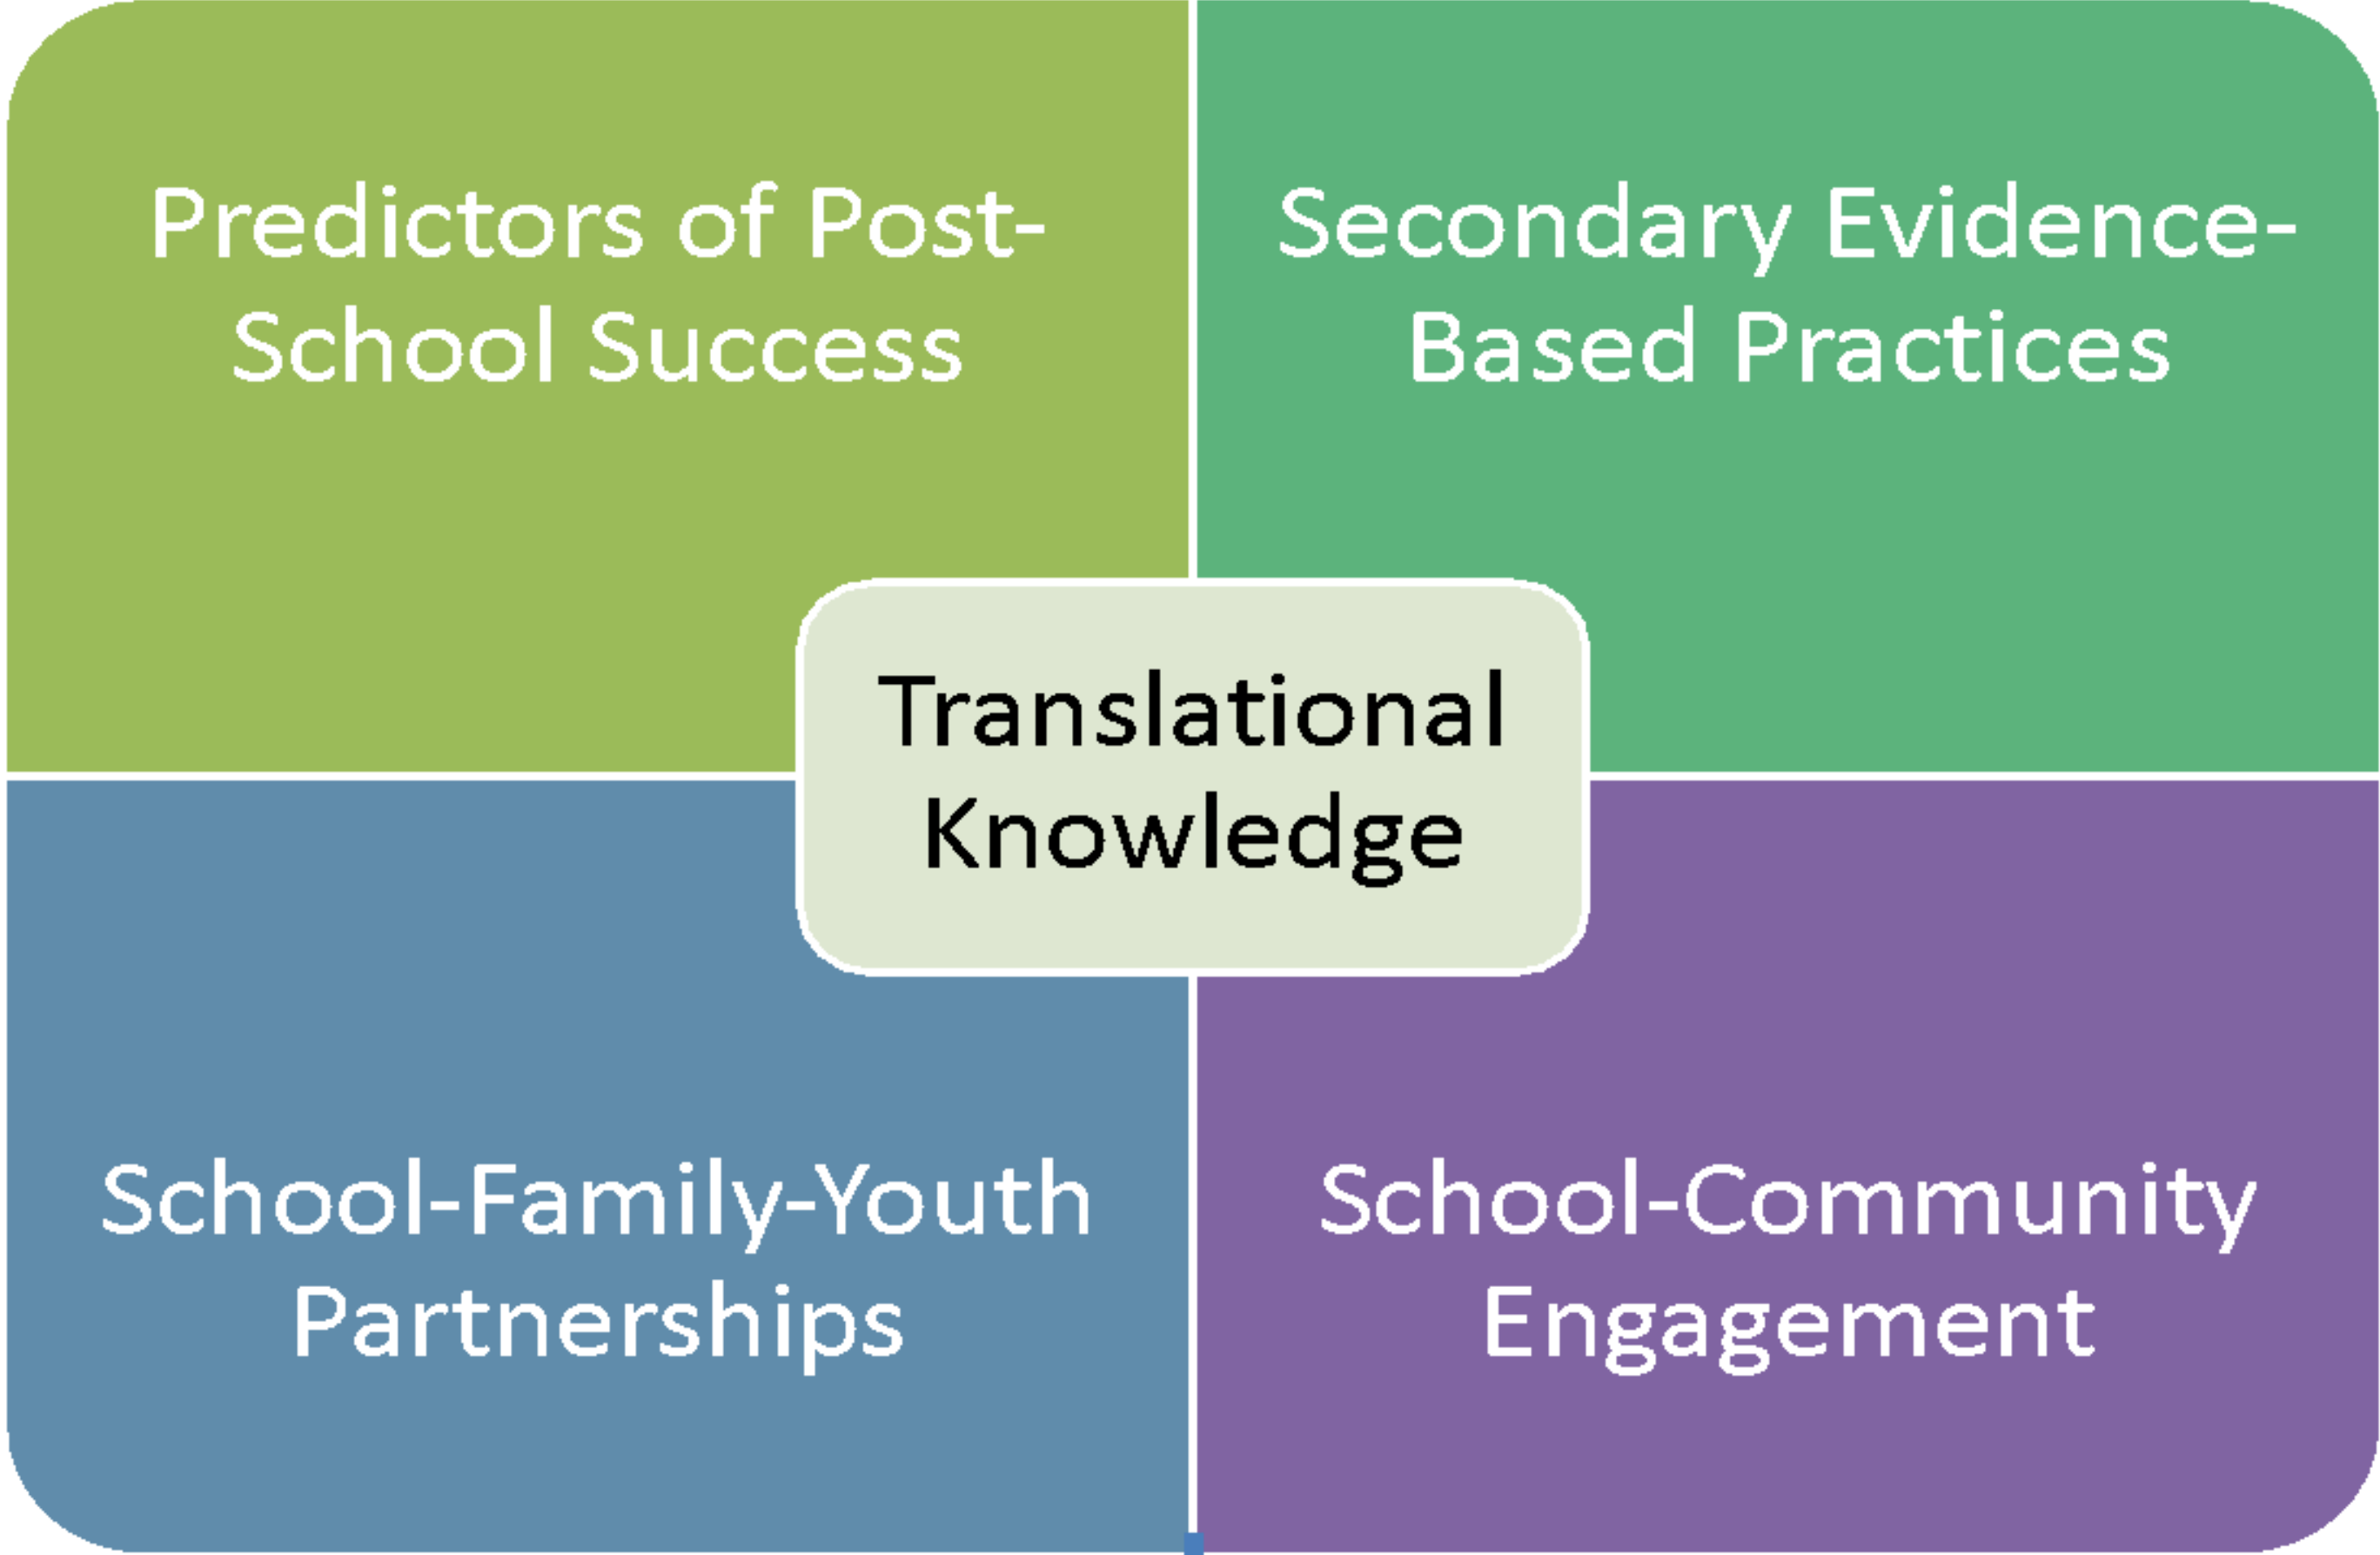 Predictors of Post-
School Success
Secondary Evidence-
Based Practices
Translational
Knowledge
School-Family-Youth
Partnerships
School-Community
Engagement